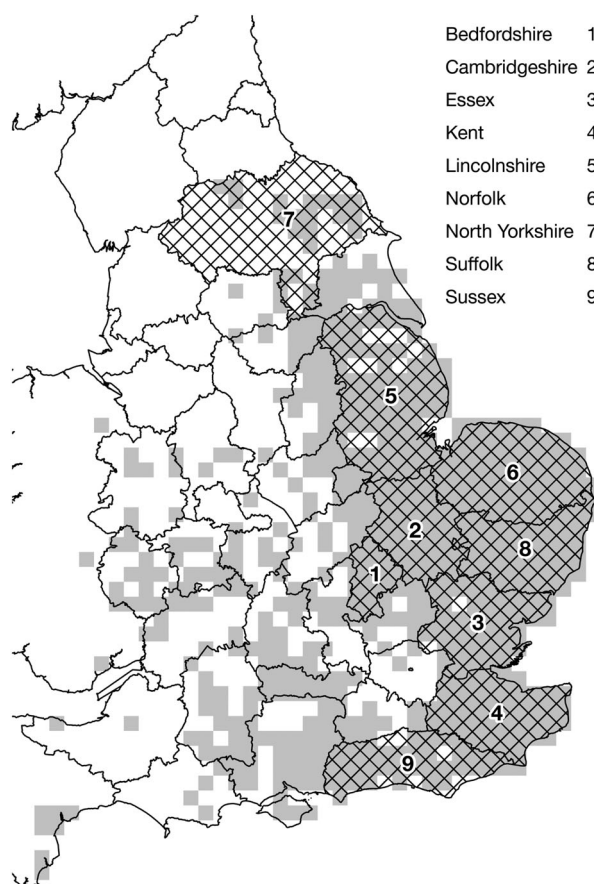 Bedfordshire 1
Cambridgeshire 2
Essex 3
Kent 4
Lincolnshire 5
Norfolk 6
North Yorkshire 7
Suffolk 8
Sussex 9
7
5
6
2
8
1
3
4
9